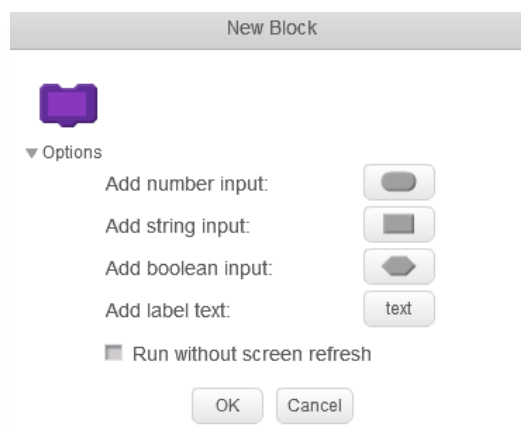 New Block
Options
Add number input:
Add string input:
Add boolean input:
Add label text: text
Run without screen refresh
OK Cancel